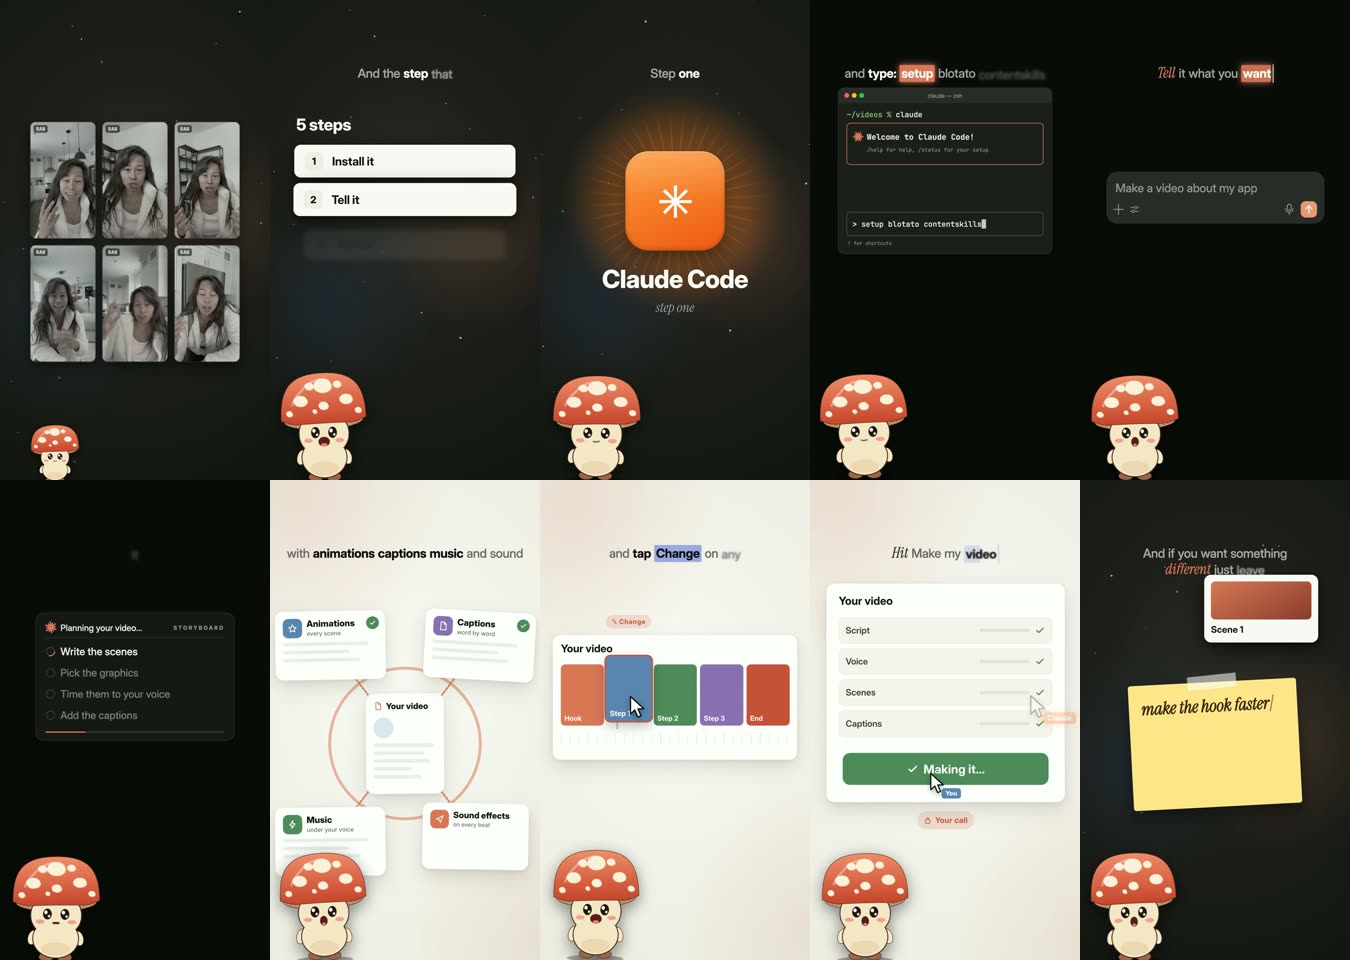 RAW
RAW
RAW
RAW
RAW
RAW
And the step that
5 steps
1 Install it
2 Tell it
Step one
Claude Code
step one
and type: setup blotato contentskills
claude — zsh
~/videos % claude
Welcome to Claude Code!
/help for help, /status for your setup
> setup blotato contentskills
? for shortcuts
Tell it what you want
Make a video about my app
Planning your video...
STORYBOARD
Write the scenes
Pick the graphics
Time them to your voice
Add the captions
with animations captions music and sound
Animations
every scene
Captions
word by word
Your video
Music
under your voice
Sound effects
on every beat
and tap Change on any
Change
Your video
Hook
Step 1
Step 2
Step 3
End
Hit Make my video
Your video
Script
Voice
Scenes
Captions
Claude
Making it...
You
Your call
And if you want something
different just leave
Scene 1
make the hook faster